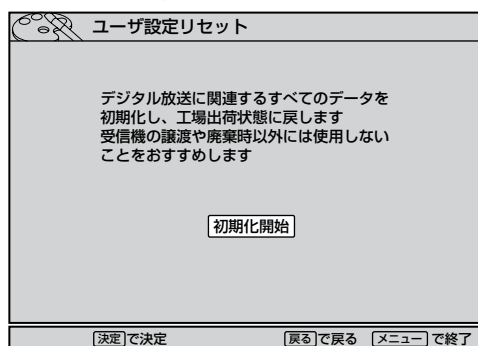 ユーザ設定リセット
デジタル放送に関連するすべてのデータを
初期化し、工場出荷状態に戻します
受信機の譲渡や廃棄時以外には使用しない
ことをおすすめします
初期化開始
決定で決定 戻るで戻る メニューで終了